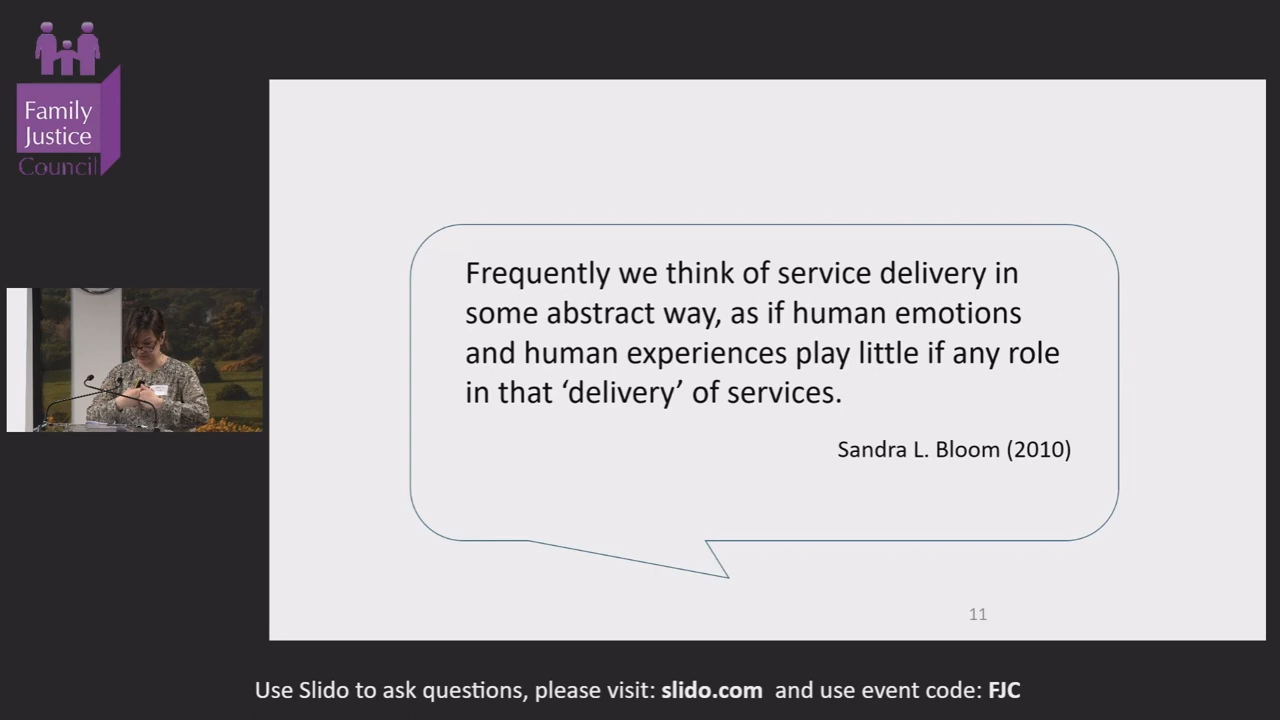 Family
Justice
Council
Frequently we think of service delivery in
some abstract way, as if human emotions
and human experiences play little if any role
in that ‘delivery’ of services.
Sandra L. Bloom (2010)
11
Use Slido to ask questions, please visit: slido.com and use event code: FJC